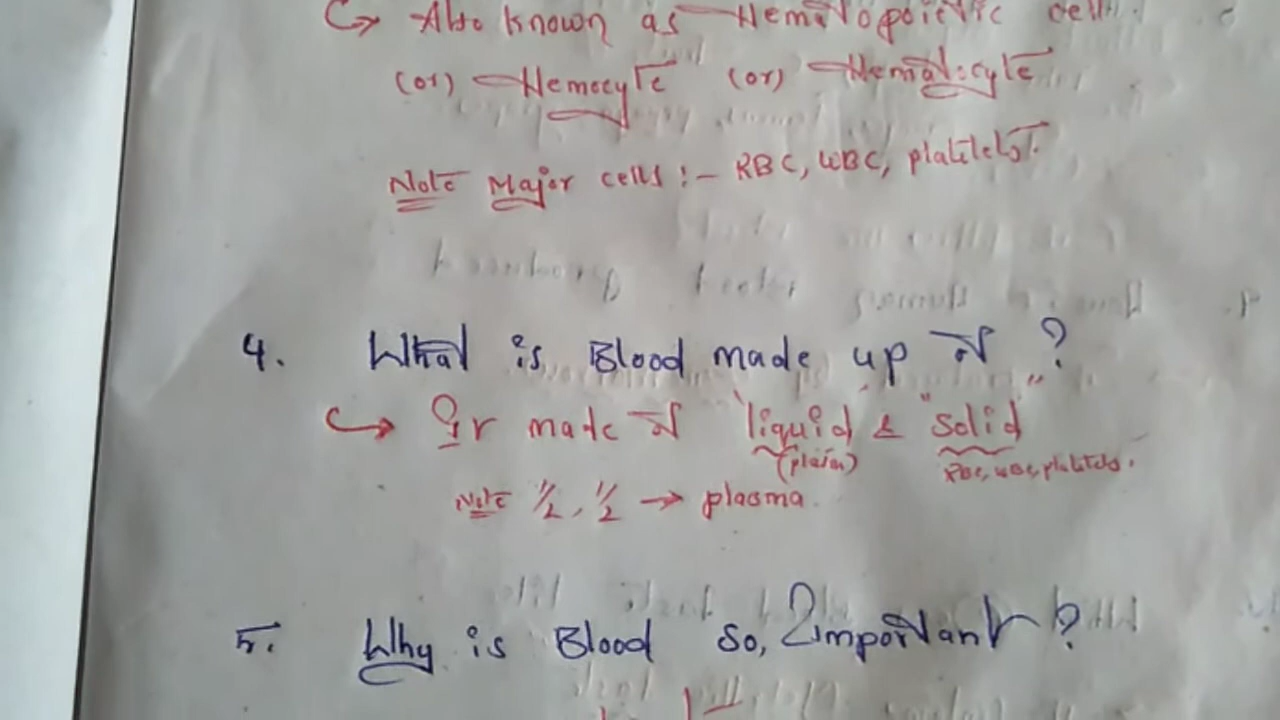 ↪ Also known as Hematopoietic cell.
(or) Hemocyte (or) Hematocyte
Note Major cells :- RBC, WBC, platelets.
4. What is Blood made up of ?
↪ It made of "liquid" & "Solid"
(plasm) RBC, WBC, platelets.
Note 1/2, 1/2 → plasma.
5. Why is Blood So, Important ?